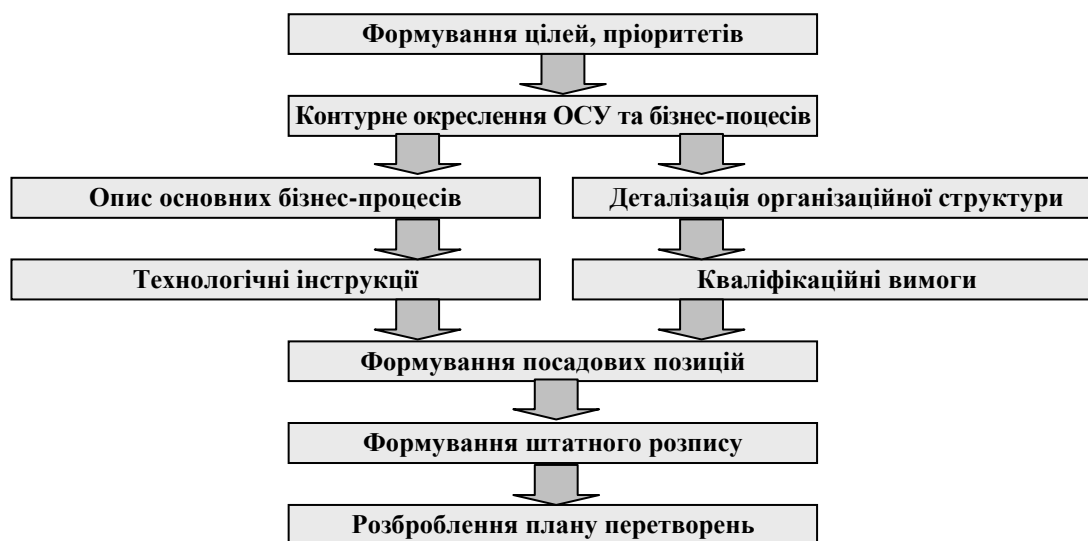 Формування цілей, пріоритетів
Контурне окреслення ОСУ та бізнес-поцесів
Опис основних бізнес-процесів
Деталізація організаційної структури
Технологічні інструкції
Кваліфікаційні вимоги
Формування посадових позицій
Формування штатного розпису
Розброблення плану перетворень